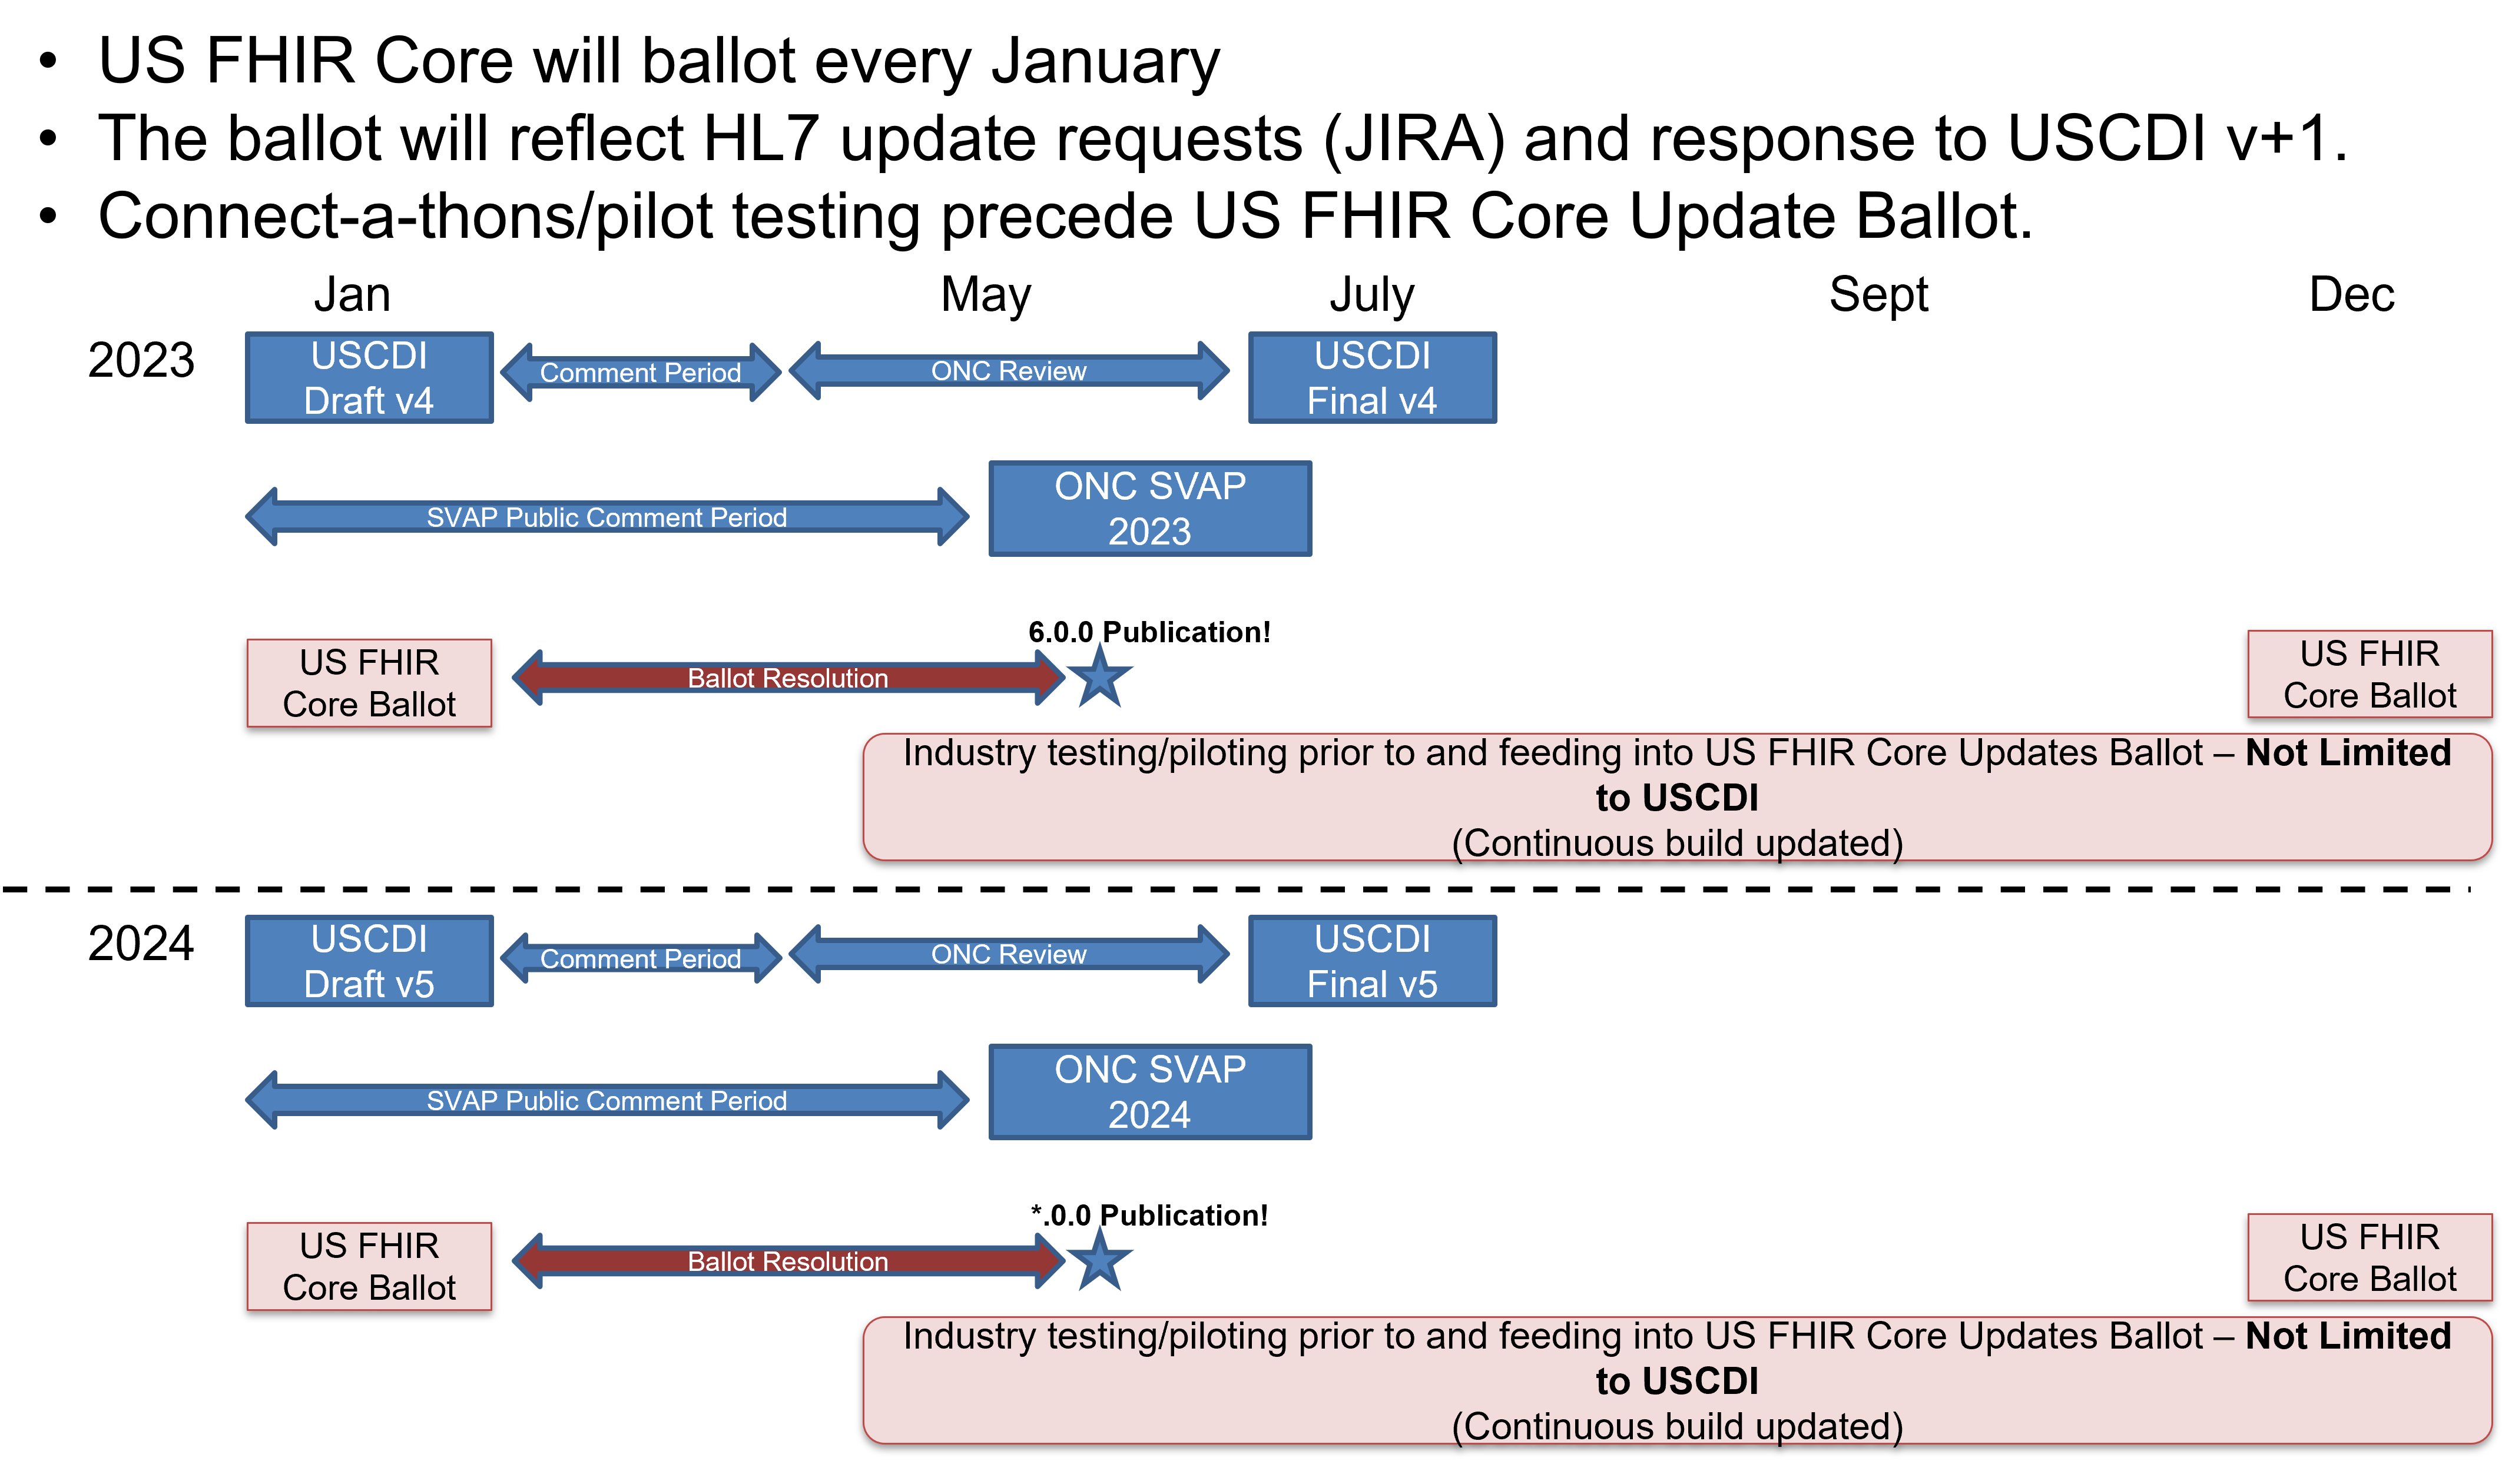 • US FHIR Core will ballot every January
• The ballot will reflect HL7 update requests (JIRA) and response to USCDI v+1.
• Connect-a-thons/pilot testing precede US FHIR Core Update Ballot.
Jan May July Sept Dec
2023
USCDI
Draft v4
Comment Period
ONC Review
USCDI
Final v4
SVAP Public Comment Period
ONC SVAP
2023
US FHIR
Core Ballot
Ballot Resolution
6.0.0 Publication!
US FHIR
Core Ballot
Industry testing/piloting prior to and feeding into US FHIR Core Updates Ballot – Not Limited
to USCDI
(Continuous build updated)
2024
USCDI
Draft v5
Comment Period
ONC Review
USCDI
Final v5
SVAP Public Comment Period
ONC SVAP
2024
US FHIR
Core Ballot
Ballot Resolution
*.0.0 Publication!
US FHIR
Core Ballot
Industry testing/piloting prior to and feeding into US FHIR Core Updates Ballot – Not Limited
to USCDI
(Continuous build updated)